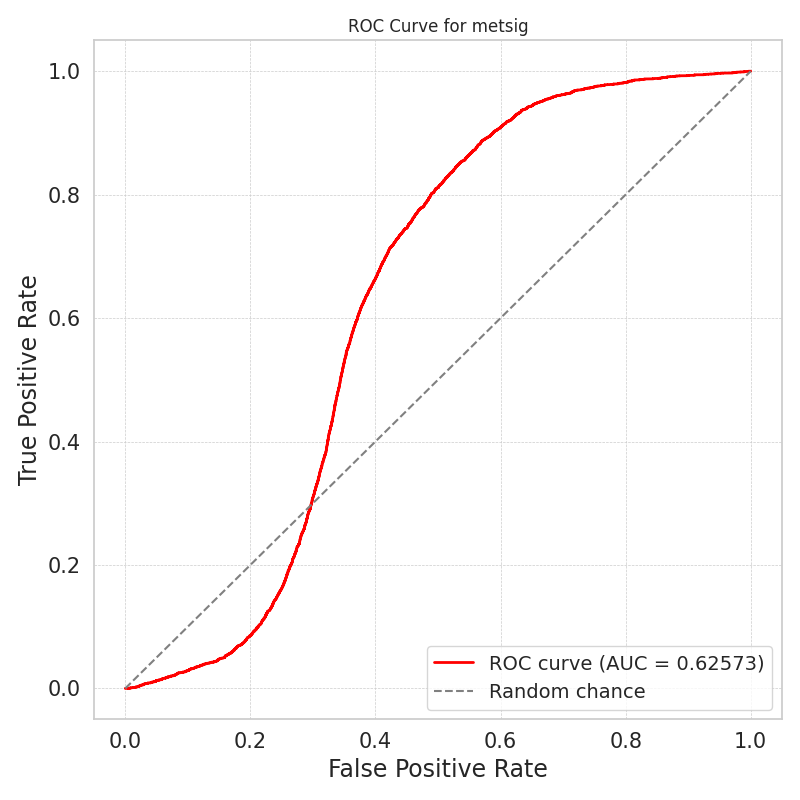 ROC Curve for metsig
1.0
0.8
0.6
0.4
0.2
0.0
True Positive Rate
ROC curve (AUC = 0.62573)
Random chance
0.0 0.2 0.4 0.6 0.8 1.0
False Positive Rate